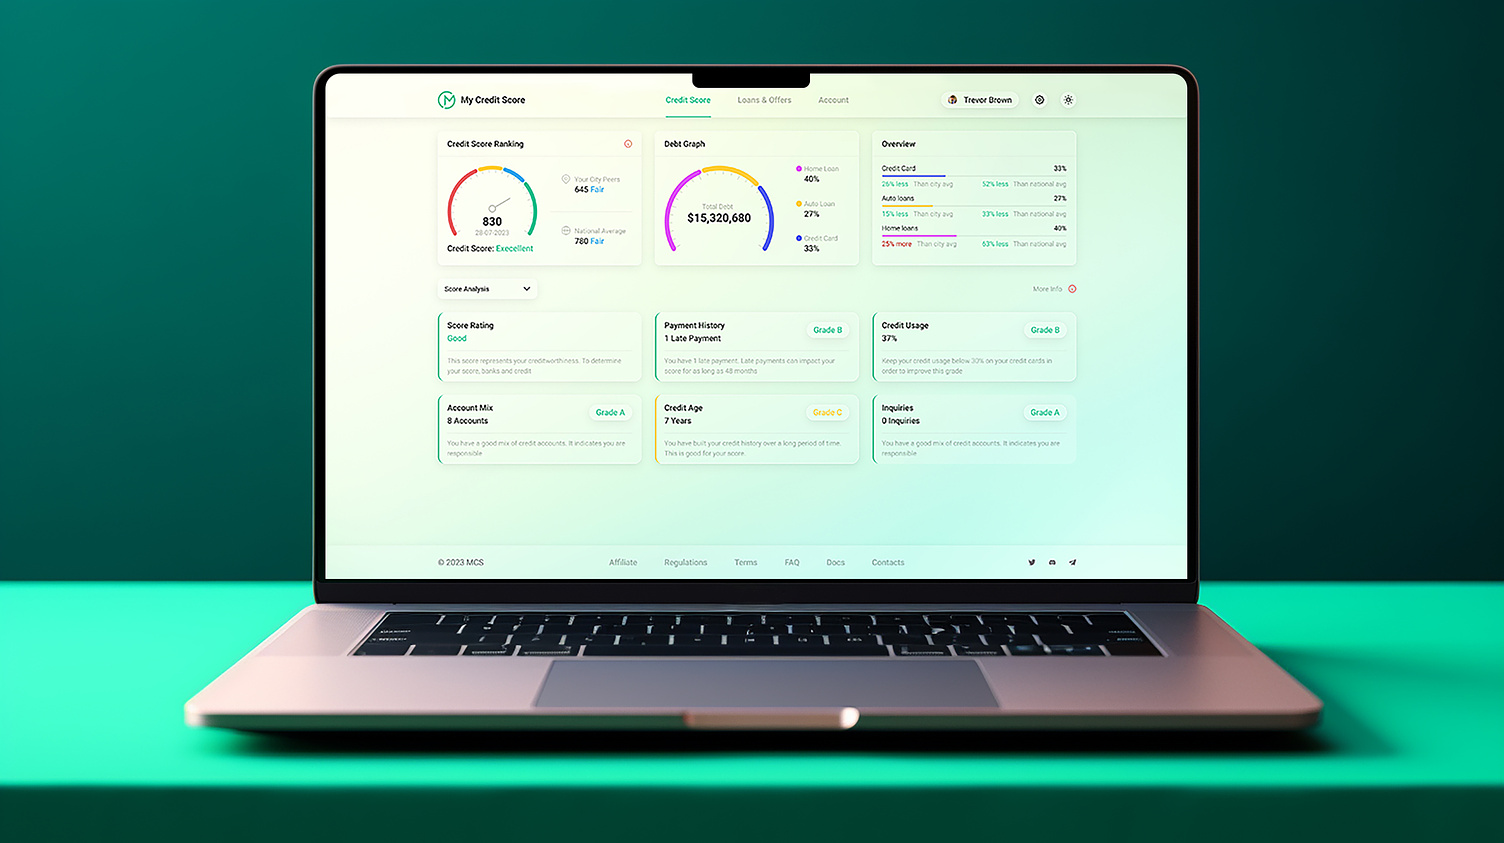 My Credit Score
Credit Score
Loans & Offers
Account
Trevor Brown
Credit Score Ranking
830
28-07-2023
Credit Score: Execellent
Your City Peers
645 Fair
National Average
780 Fair
Debt Graph
Total Debt
$15,320,680
Home Loan
40%
Auto Loan
27%
Credit Card
33%
Overview
Credit Card 33%
26% less Than city avg 52% less Than national avg
Auto loans 27%
15% less Than city avg 33% less Than national avg
Home loans 40%
25% more Than city avg 63% less Than national avg
Score Analysis
More Info
Score Rating
Good
This score represents your creditworthiness. To determine
your score, banks and credit
Payment History
1 Late Payment
Grade B
You have 1 late payment. Late payments can impact your
score for as long as 48 months
Credit Usage
37%
Grade B
Keep your credit usage below 30% on your credit cards in
order to improve this grade
Account Mix
8 Accounts
Grade A
You have a good mix of credit accounts. It indicates you are
responsible
Credit Age
7 Years
Grade C
You have built your credit history over a long period of time.
This is good for your score.
Inquiries
0 Inquiries
Grade A
You have a good mix of credit accounts. It indicates you are
responsible
© 2023 MCS
Affiliate
Regulations
Terms
FAQ
Docs
Contacts